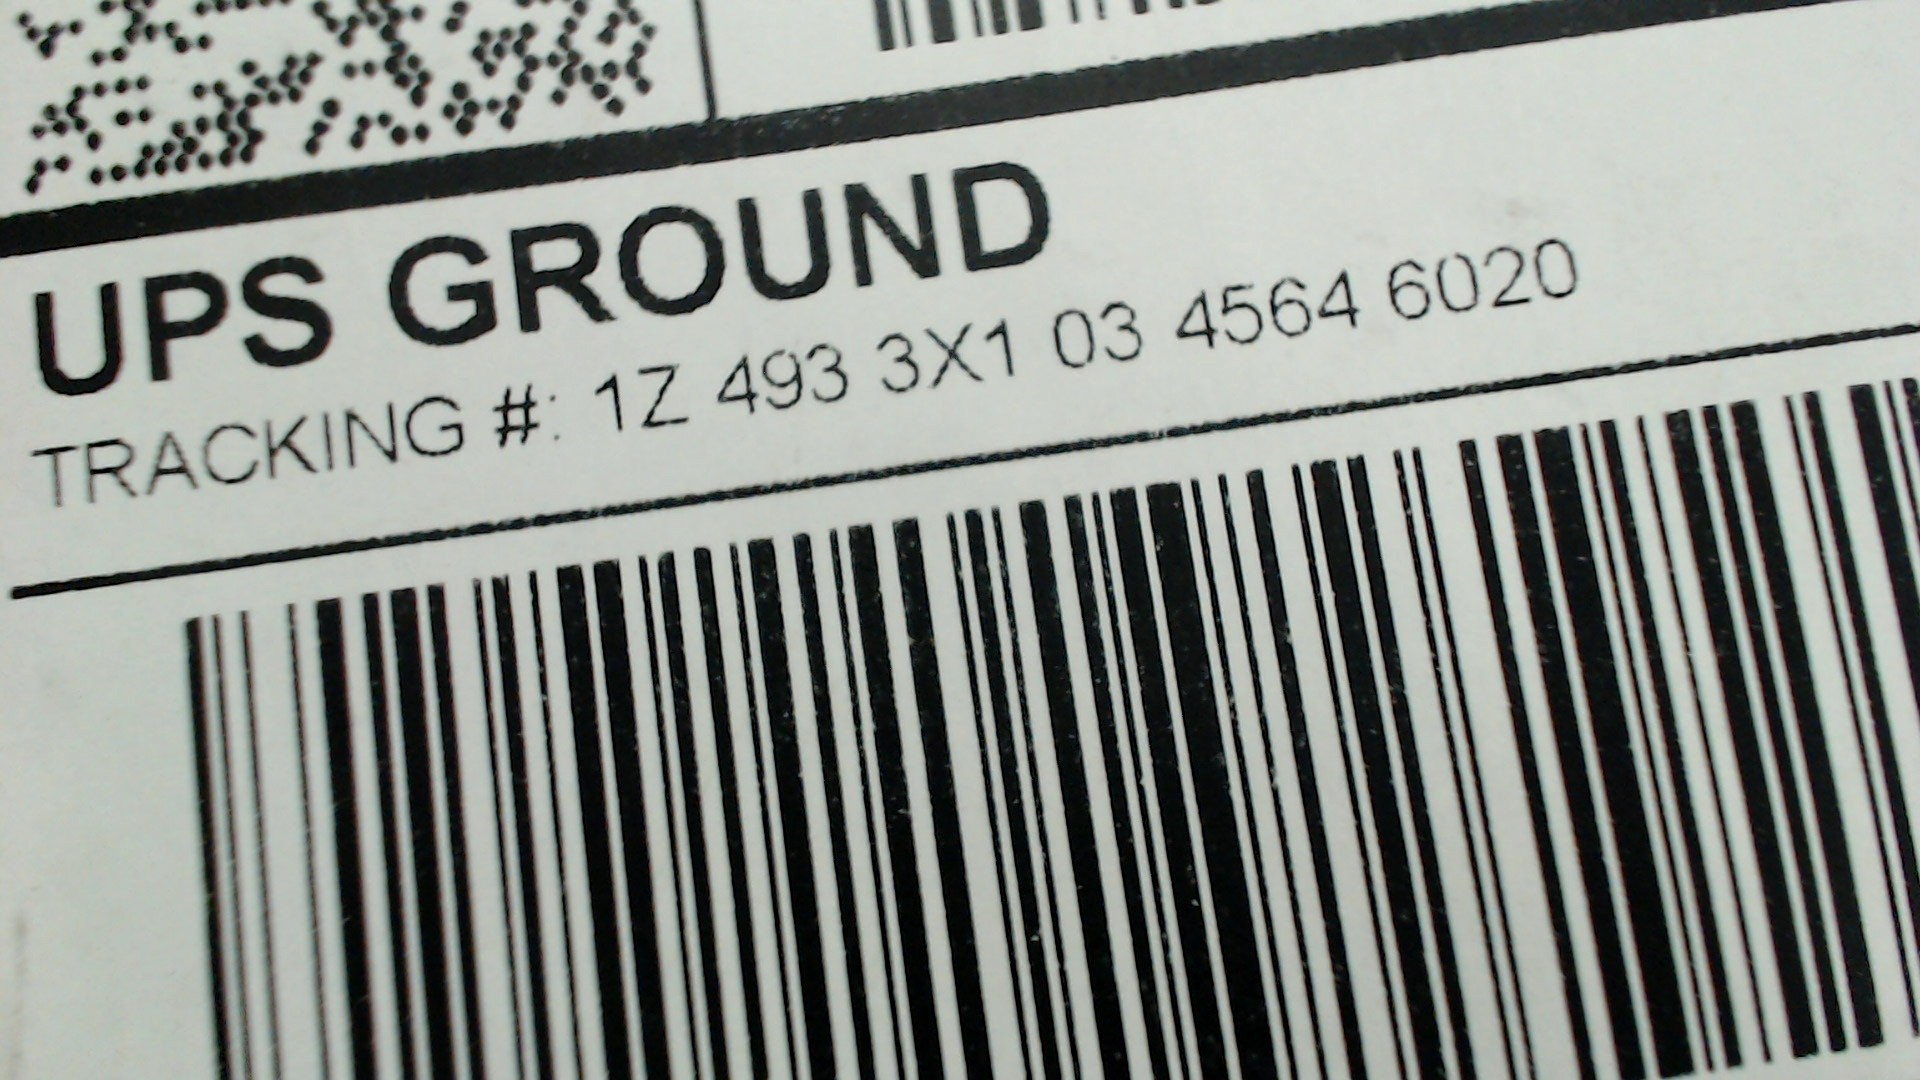 UPS GROUND
TRACKING #: 1Z 493 3X1 03 4564 6020